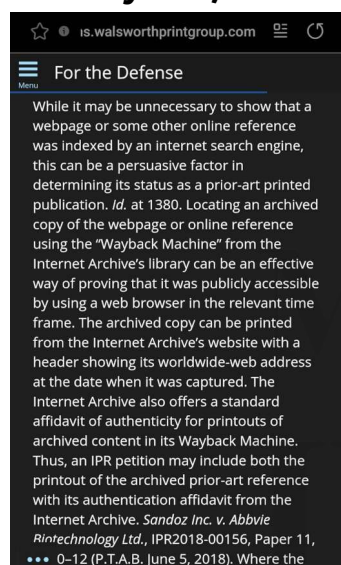 ıs.walsworthprintgroup.com
Menu
For the Defense
While it may be unnecessary to show that a
webpage or some other online reference
was indexed by an internet search engine,
this can be a persuasive factor in
determining its status as a prior-art printed
publication. Id. at 1380. Locating an archived
copy of the webpage or online reference
using the “Wayback Machine” from the
Internet Archive’s library can be an effective
way of proving that it was publicly accessible
by using a web browser in the relevant time
frame. The archived copy can be printed
from the Internet Archive’s website with a
header showing its worldwide-web address
at the date when it was captured. The
Internet Archive also offers a standard
affidavit of authenticity for printouts of
archived content in its Wayback Machine.
Thus, an IPR petition may include both the
printout of the archived prior-art reference
with its authentication affidavit from the
Internet Archive. Sandoz Inc. v. Abbvie
Biotechnology Ltd., IPR2018-00156, Paper 11,
0–12 (P.T.A.B. June 5, 2018). Where the